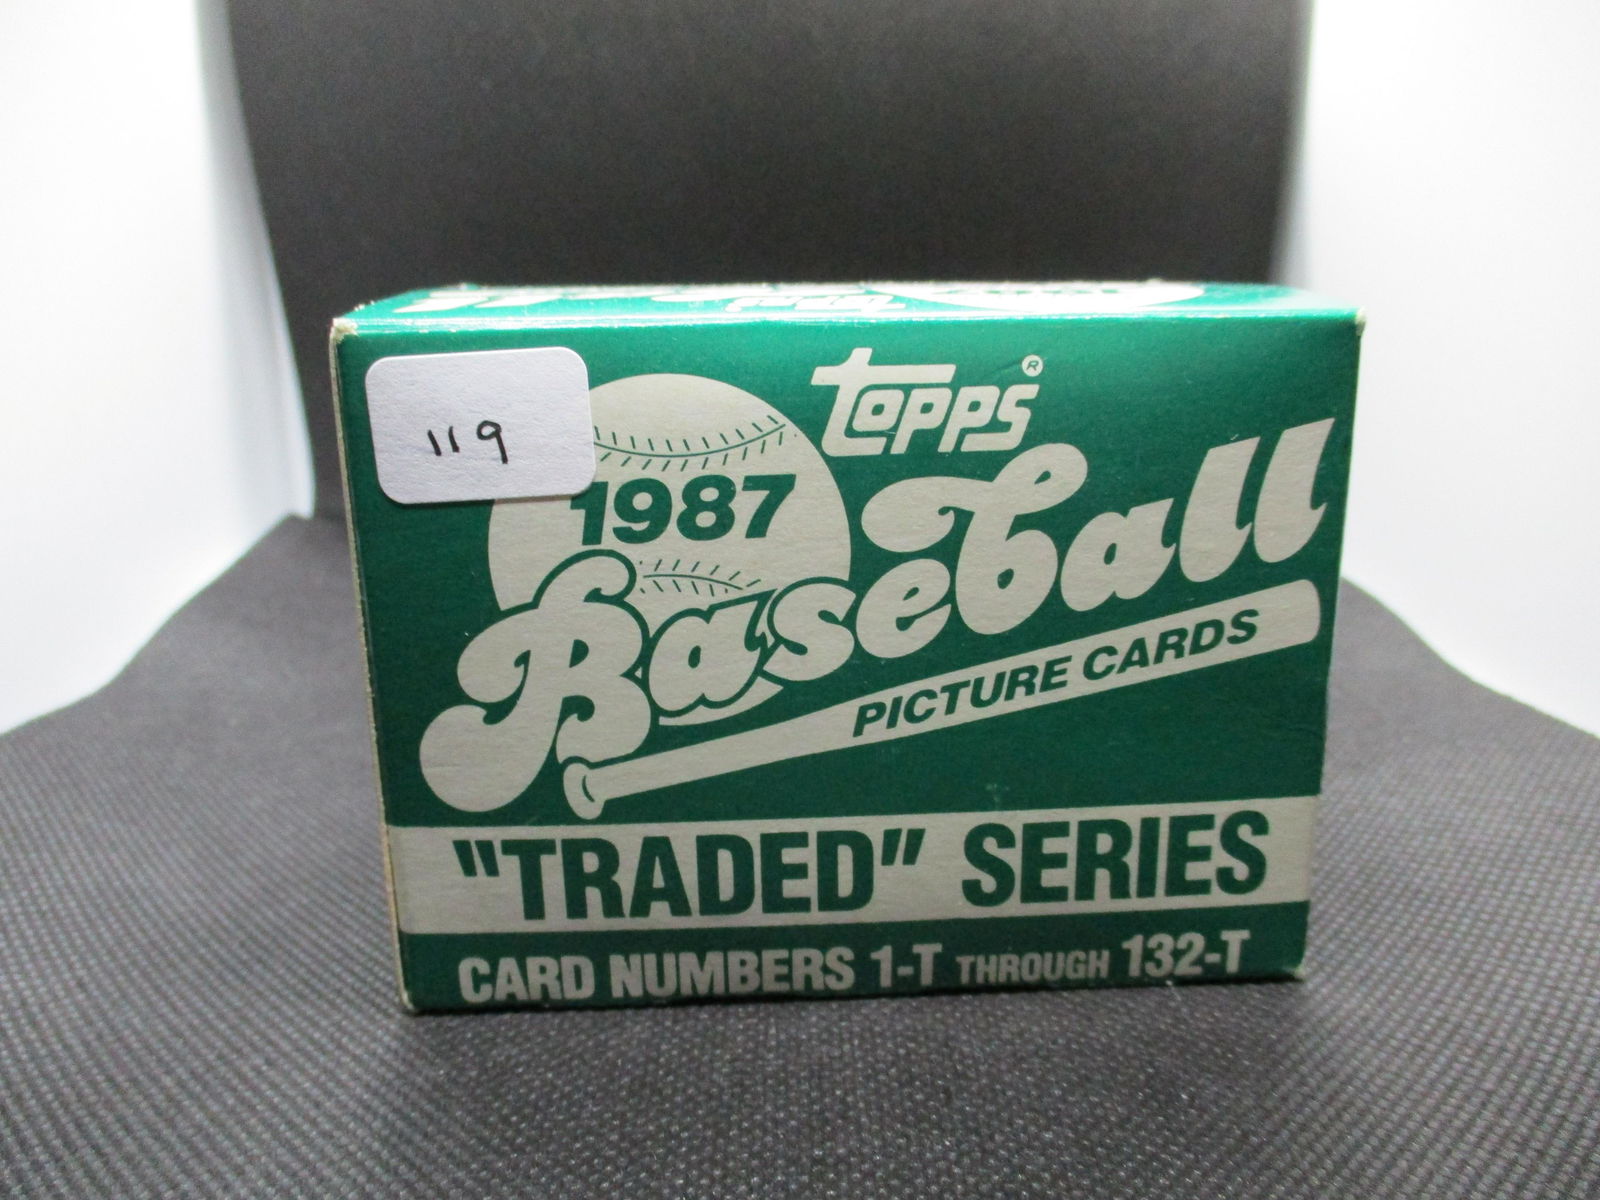 119
topps®
1987
Baseball
PICTURE CARDS
"TRADED" SERIES
CARD NUMBERS 1-T THROUGH 132-T